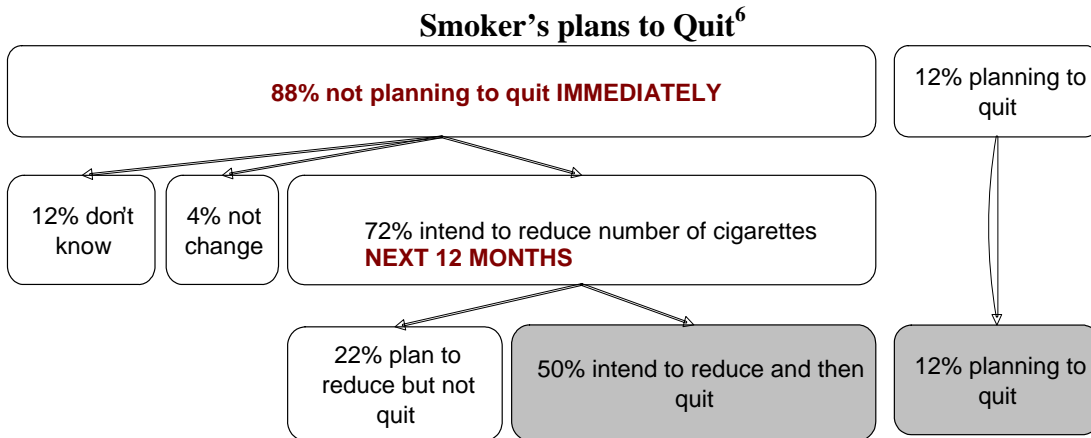 Smoker’s plans to Quit6
88% not planning to quit IMMEDIATELY
12% planning to
quit
12% don't
know
4% not
change
72% intend to reduce number of cigarettes
NEXT 12 MONTHS
22% plan to
reduce but not
quit
50% intend to reduce and then
quit
12% planning to
quit